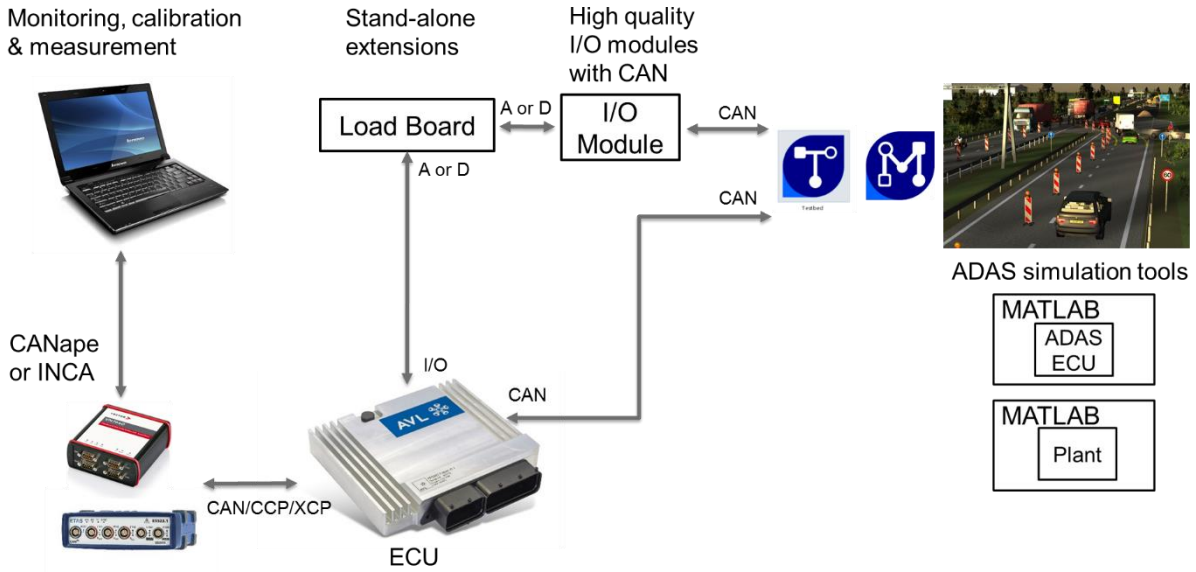 Monitoring, calibration
& measurement
Stand-alone
extensions
High quality
I/O modules
with CAN
Load Board
A or D
I/O
Module
CAN
A or D
CAN
Testbed
ADAS simulation tools
MATLAB
ADAS
ECU
MATLAB
Plant
CANape
or INCA
I/O
CAN
AVL
CAN/CCP/XCP
ETAS
ECU